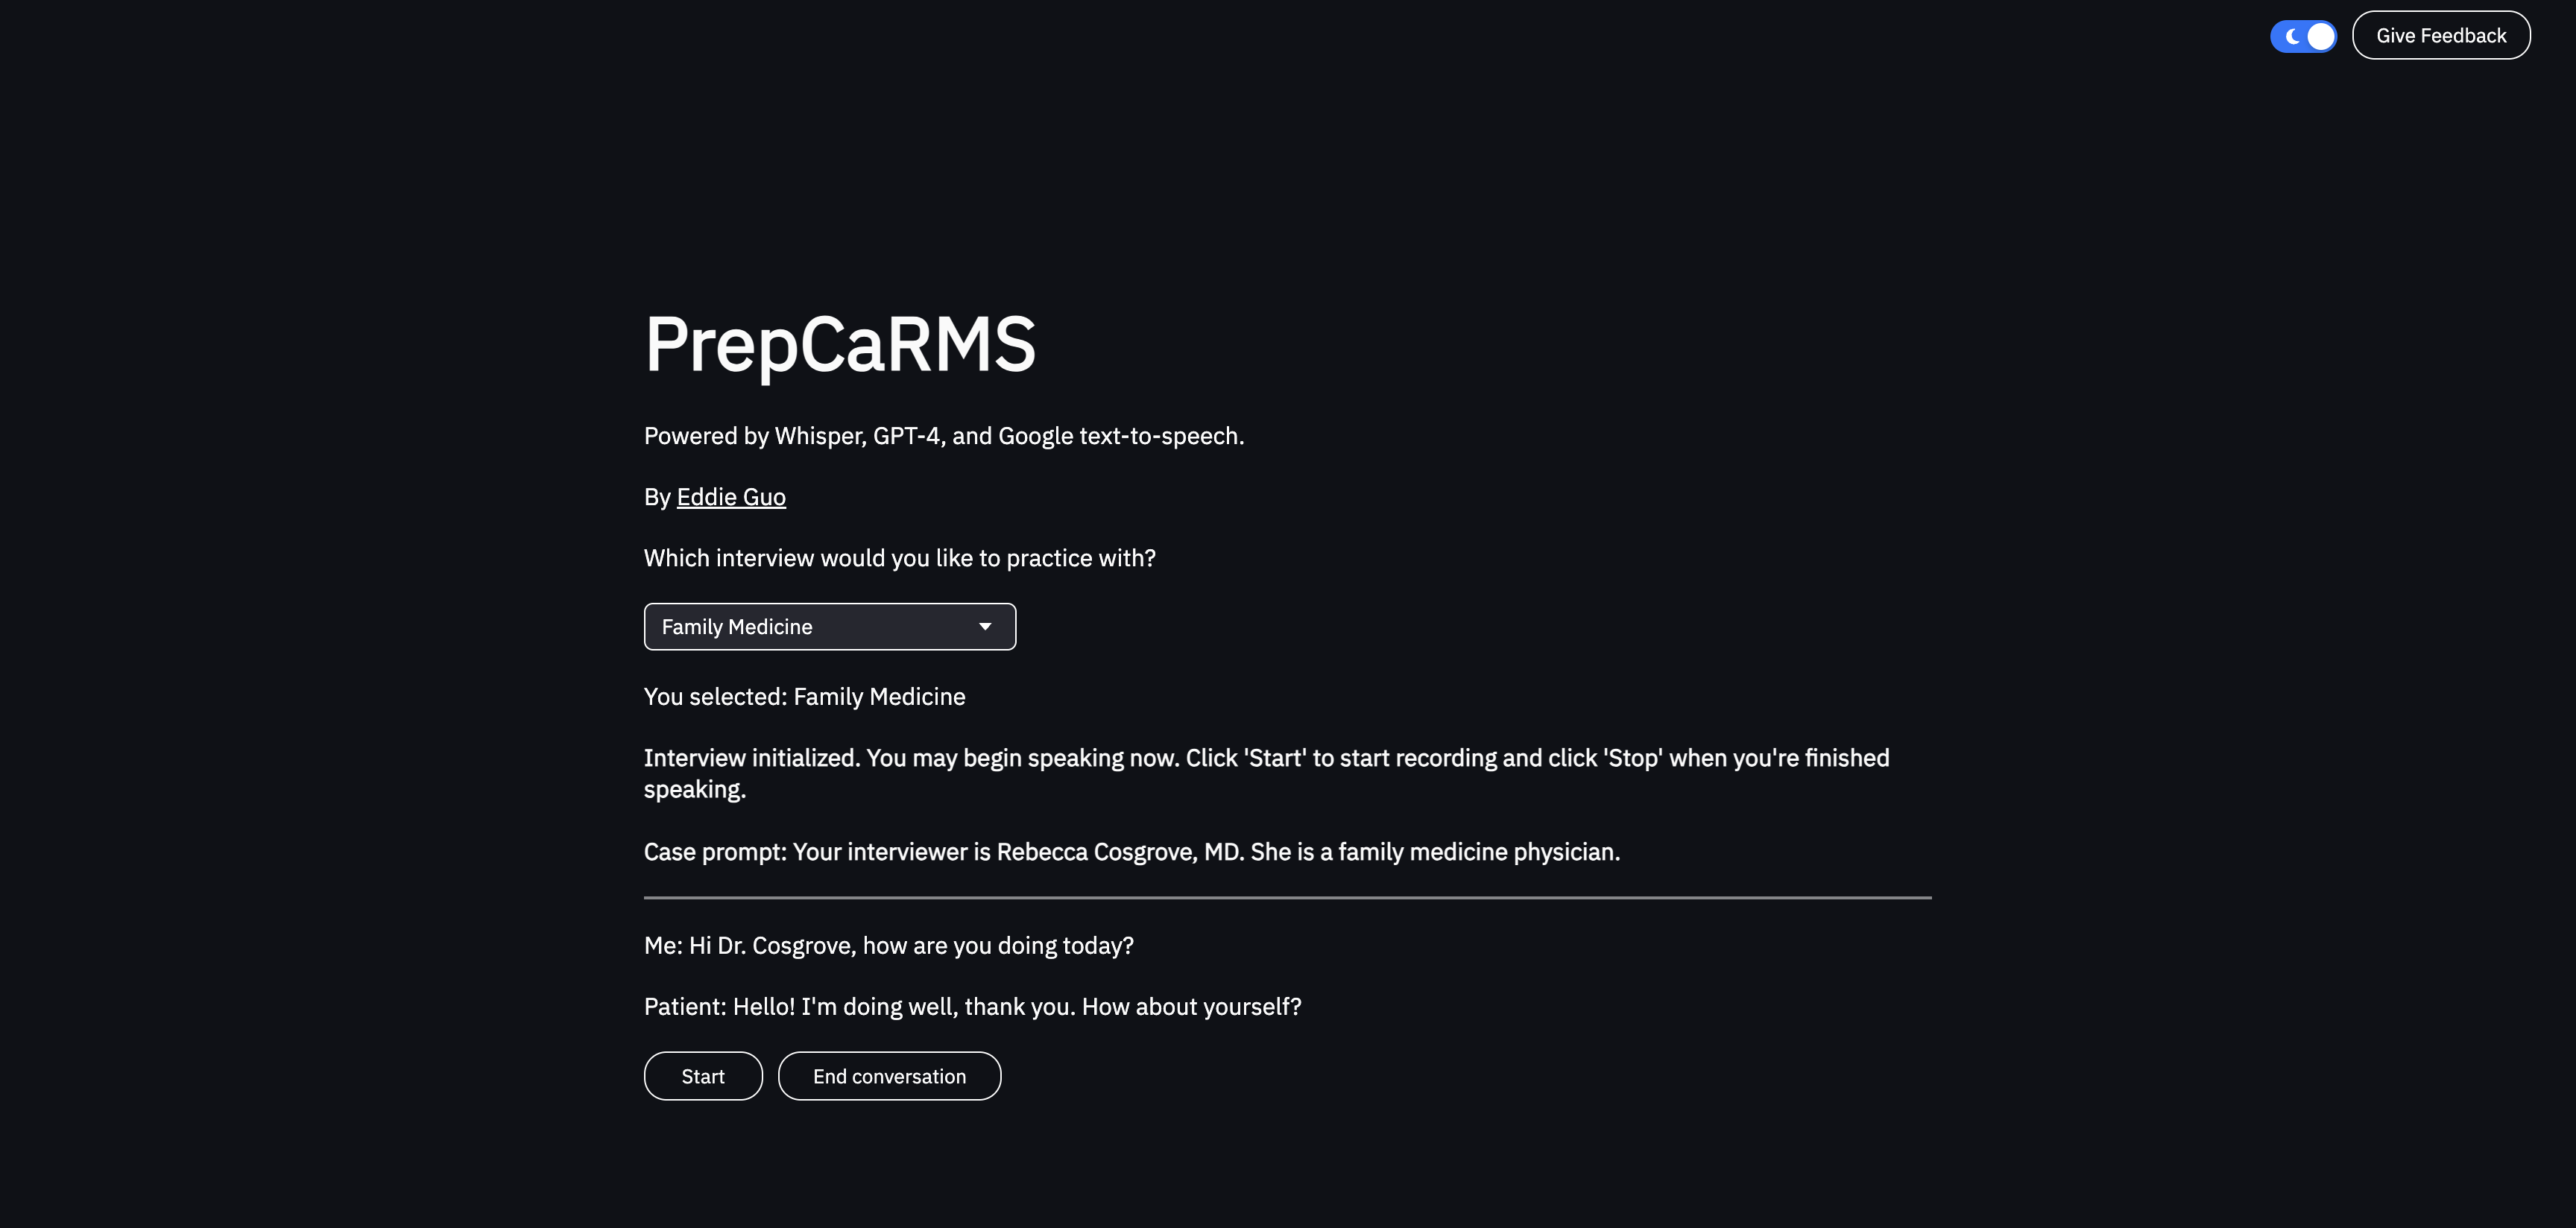 Give Feedback
PrepCaRMS
Powered by Whisper, GPT-4, and Google text-to-speech.
By Eddie Guo
Which interview would you like to practice with?
Family Medicine
You selected: Family Medicine
Interview initialized. You may begin speaking now. Click 'Start' to start recording and click 'Stop' when you're finished
speaking.
Case prompt: Your interviewer is Rebecca Cosgrove, MD. She is a family medicine physician.
Me: Hi Dr. Cosgrove, how are you doing today?
Patient: Hello! I'm doing well, thank you. How about yourself?
Start
End conversation